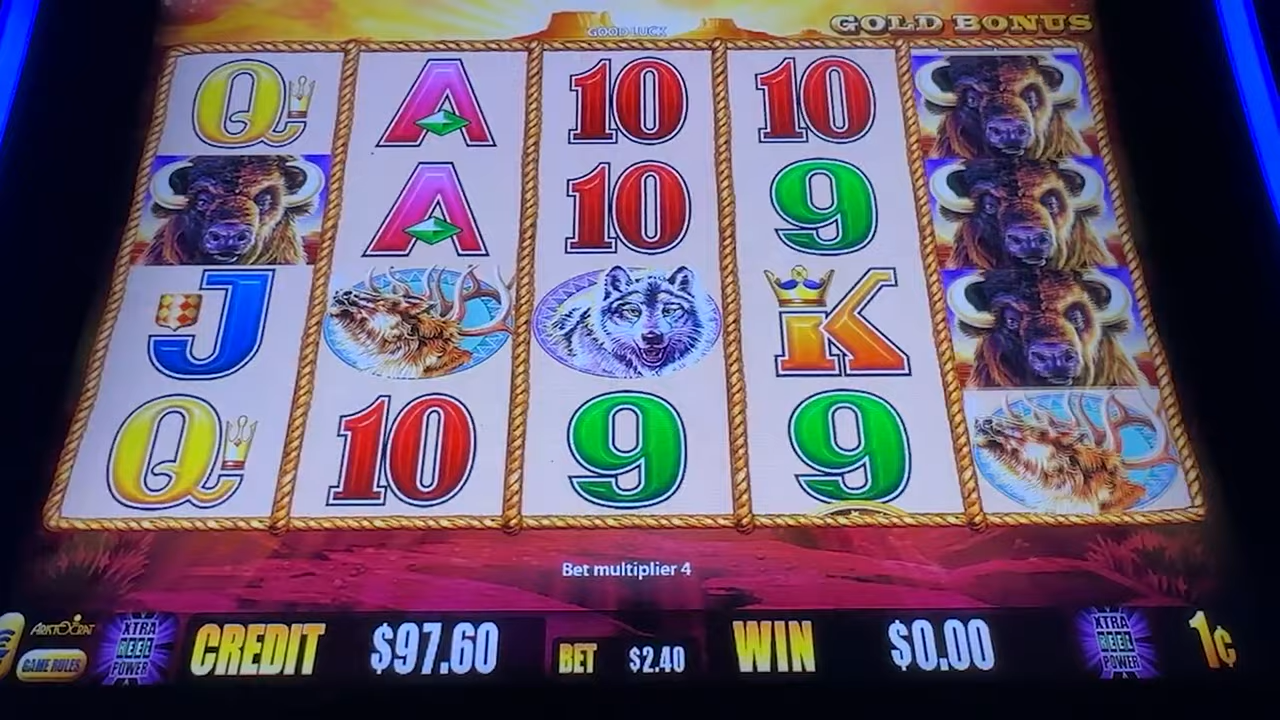 GOOD LUCK
GOLD BONUS
Q A 10 10
A 10 9
J K
Q 10 9 9
Bet multiplier 4
ARISTOCRAT
GAME RULES
XTRA
REEL
POWER
CREDIT $97.60
BET $2.40
WIN $0.00
XTRA
REEL
POWER
1¢